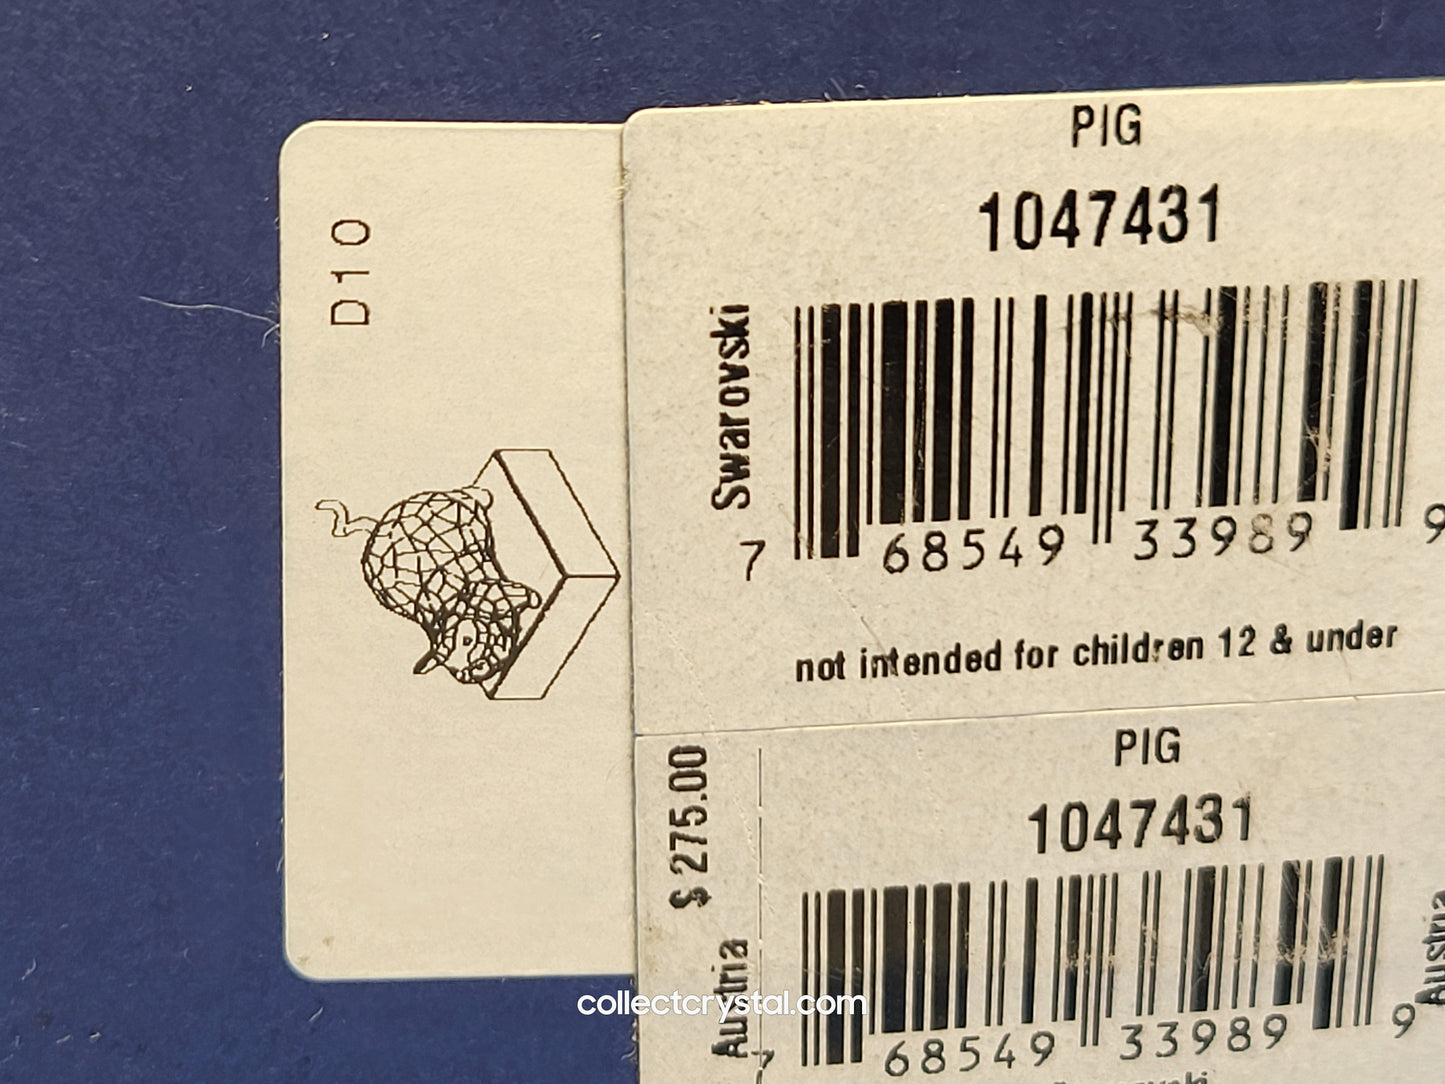 D10
PIG
1047431
Swarovski
7 68549 33989 9
not intended for children 12 & under
PIG
1047431
$ 275.00
Austria
Austria
7 68549 33989 9
collectcrystal.com